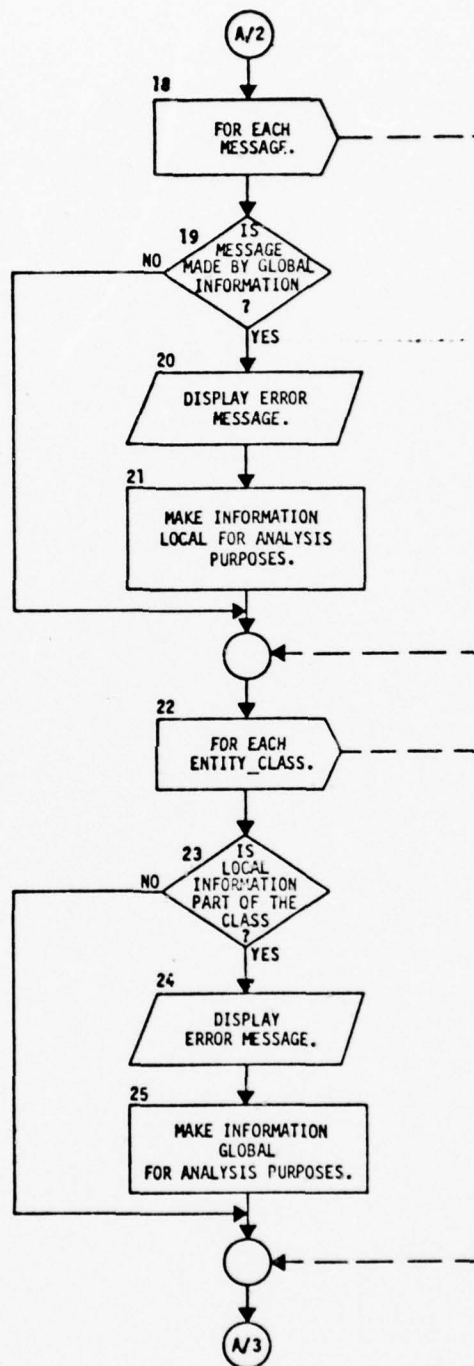 A/2
18
FOR EACH
MESSAGE.
19
IS
MESSAGE
MADE BY GLOBAL
INFORMATION
?
NO
YES
20
DISPLAY ERROR
MESSAGE.
21
MAKE INFORMATION
LOCAL FOR ANALYSIS
PURPOSES.
22
FOR EACH
ENTITY_CLASS.
23
IS
LOCAL
INFORMATION
PART OF THE
CLASS
?
NO
YES
24
DISPLAY
ERROR MESSAGE.
25
MAKE INFORMATION
GLOBAL
FOR ANALYSIS PURPOSES.
A/3